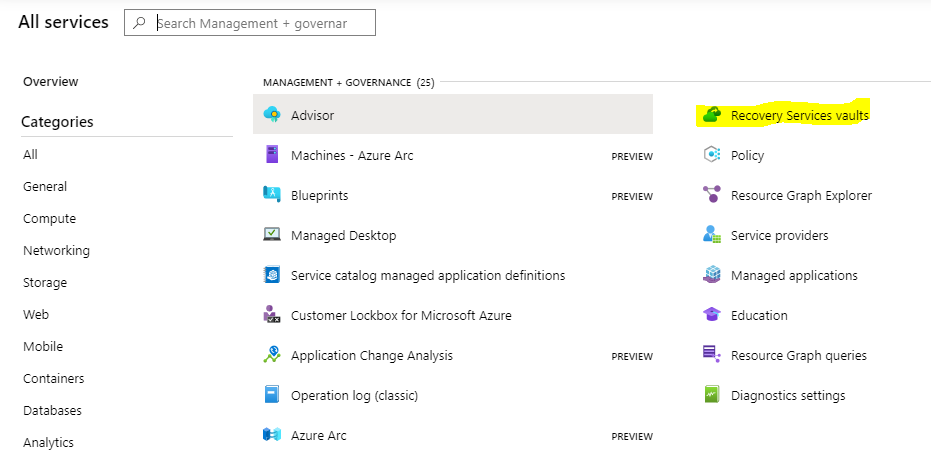 All services
Search Management + governar
Overview
Categories
All
General
Compute
Networking
Storage
Web
Mobile
Containers
Databases
Analytics
MANAGEMENT + GOVERNANCE (25)
Advisor
Machines - Azure Arc PREVIEW
Blueprints PREVIEW
Managed Desktop
Service catalog managed application definitions
Customer Lockbox for Microsoft Azure
Application Change Analysis PREVIEW
Operation log (classic)
Azure Arc PREVIEW
Recovery Services vaults
Policy
Resource Graph Explorer
Service providers
Managed applications
Education
Resource Graph queries
Diagnostics settings